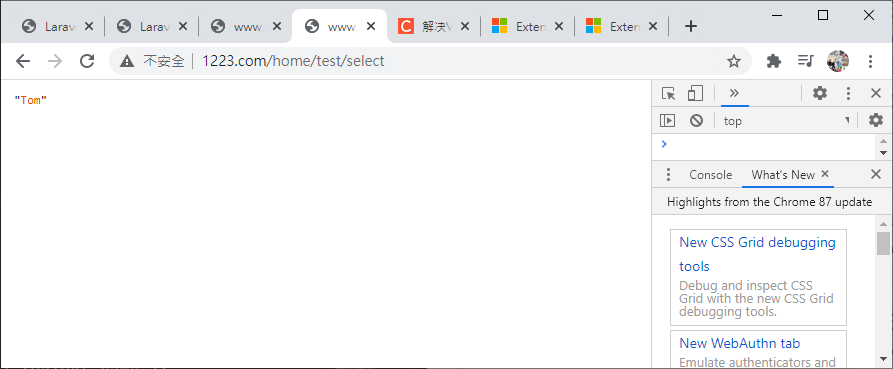 Larav
Larav
www.
www.
解决V
Exter
Exter
不安全
1223.com/home/test/select
"Tom"
top
Console
What's New
Highlights from the Chrome 87 update
New CSS Grid debugging
tools
Debug and inspect CSS
Grid with the new CSS Grid
debugging tools.
New WebAuthn tab
Emulate authenticators and